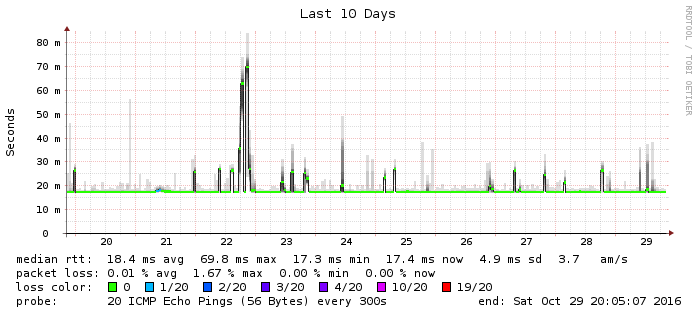 Last 10 Days
RRDTOOL / TOBI OETIKER
Seconds
80 m
70 m
60 m
50 m
40 m
30 m
20 m
10 m
0
20 21 22 23 24 25 26 27 28 29
median rtt: 18.4 ms avg 69.8 ms max 17.3 ms min 17.4 ms now 4.9 ms sd 3.7 am/s
packet loss: 0.01 % avg 1.67 % max 0.00 % min 0.00 % now
loss color: 0 1/20 2/20 3/20 4/20 10/20 19/20
probe: 20 ICMP Echo Pings (56 Bytes) every 300s end: Sat Oct 29 20:05:07 2016